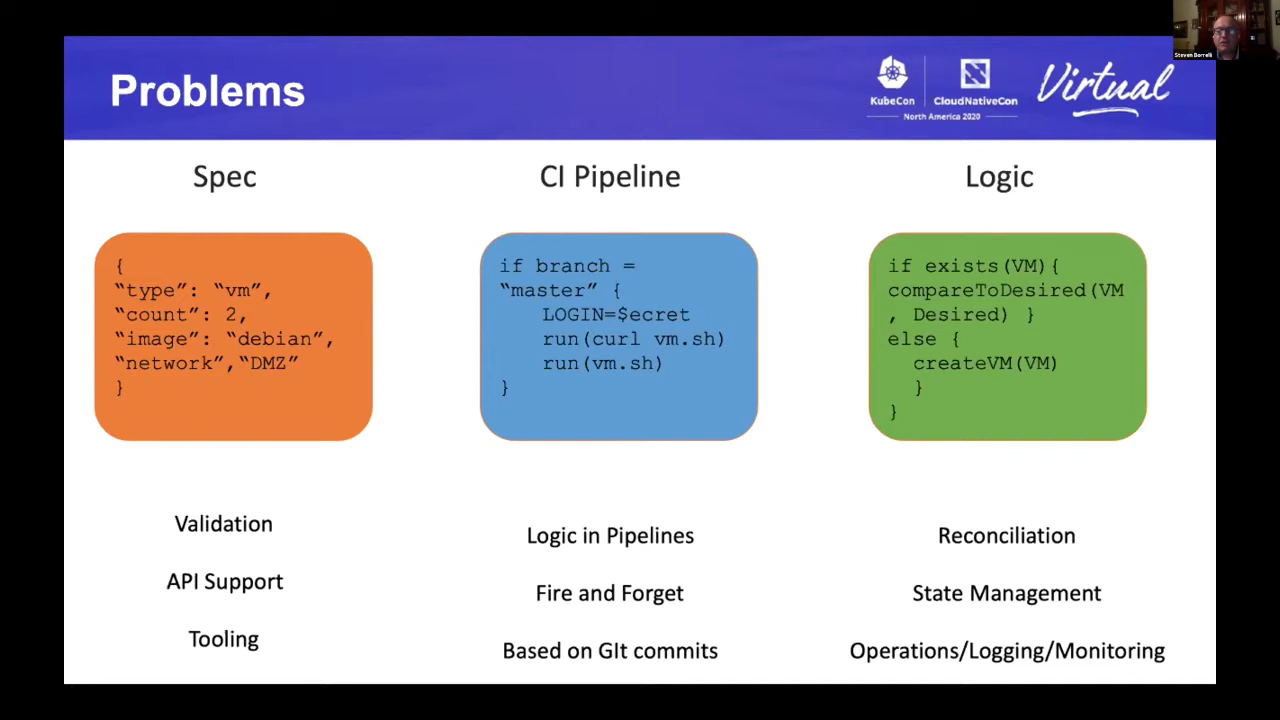 Problems
KubeCon
CloudNativeCon
North America 2020
Virtual
Steven Borrelli
Spec
{
“type”: “vm”,
“count”: 2,
“image”: “debian”,
“network”,“DMZ”
}
Validation
API Support
Tooling
CI Pipeline
if branch =
“master” {
LOGIN=$ecret
run(curl vm.sh)
run(vm.sh)
}
Logic in Pipelines
Fire and Forget
Based on GIt commits
Logic
if exists(VM){
compareToDesired(VM
, Desired) }
else {
createVM(VM)
}
}
Reconciliation
State Management
Operations/Logging/Monitoring